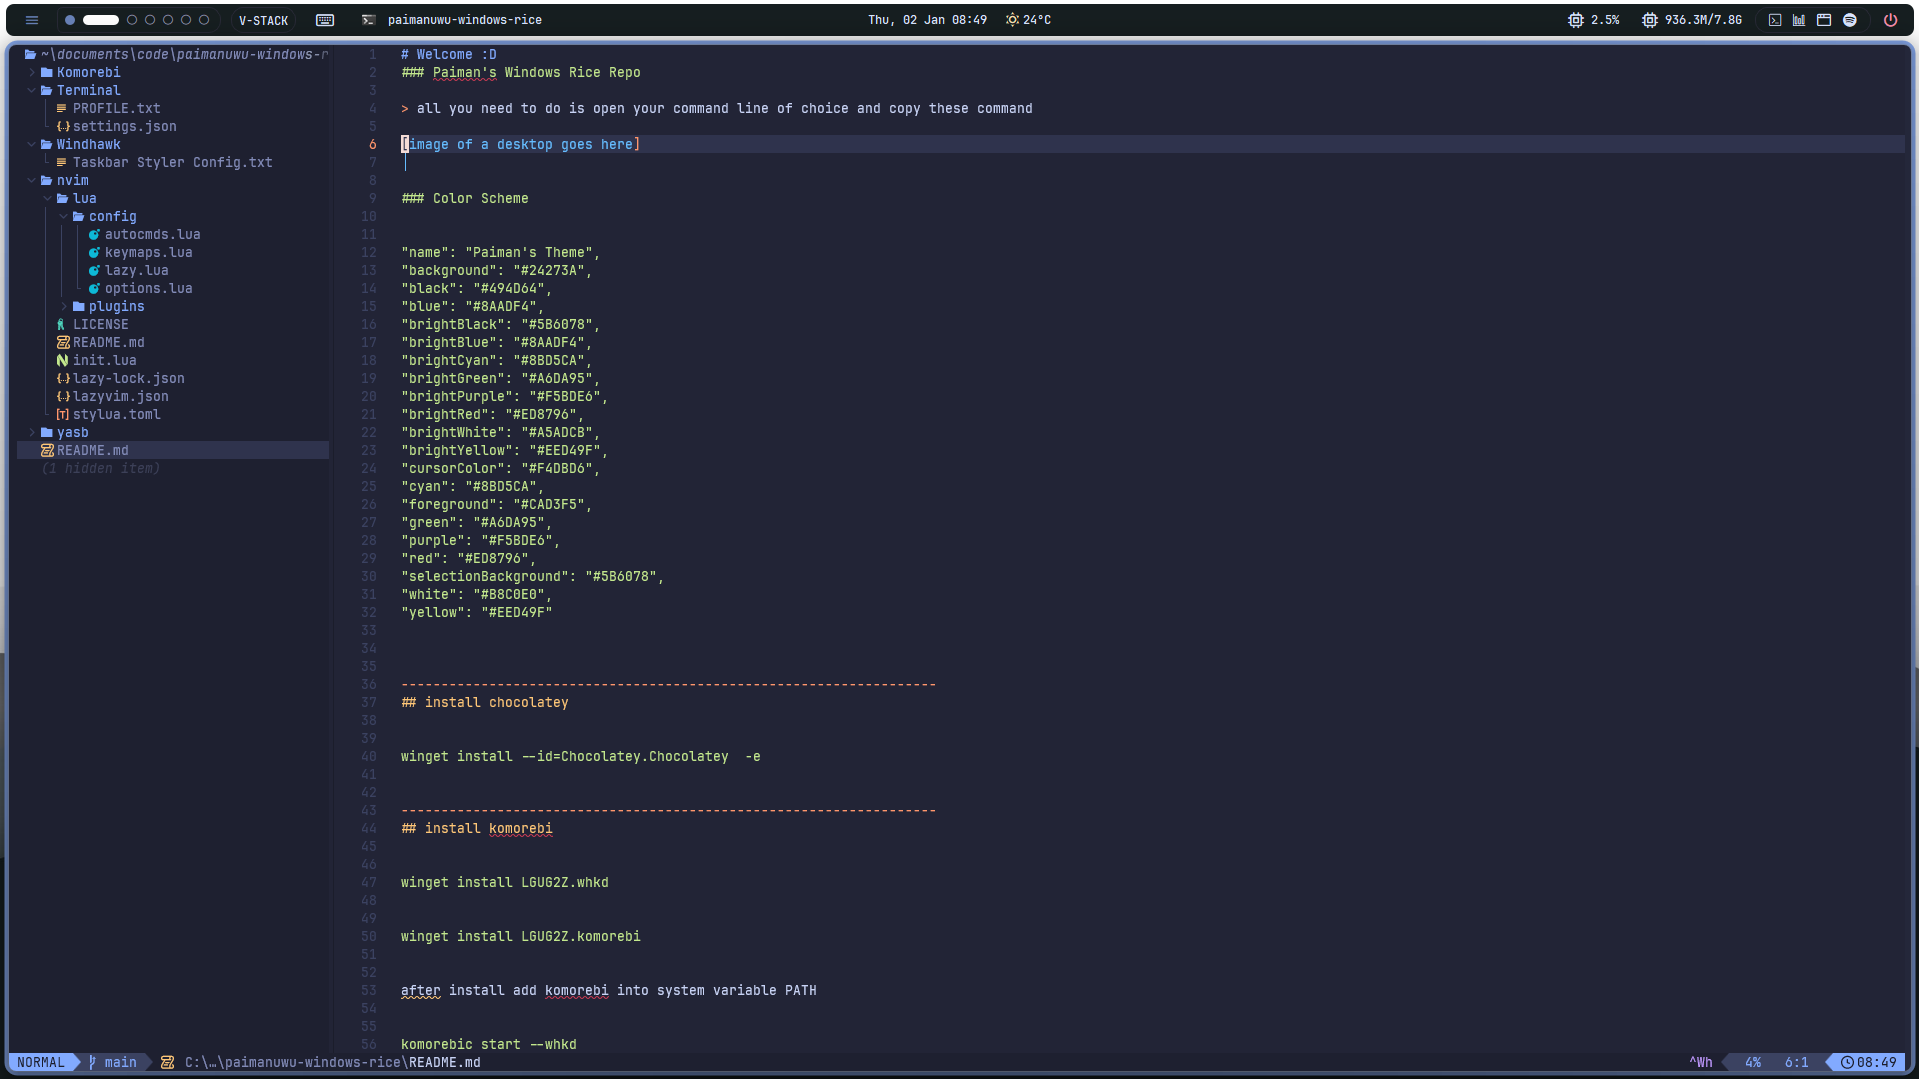 V-STACK
paimanuwu-windows-rice
Thu, 02 Jan 08:49
24°C
2.5%
936.3M/7.8G
~\documents\code\paimanuwu-windows-r
Komorebi
Terminal
PROFILE.txt
settings.json
Windhawk
Taskbar Styler Config.txt
nvim
lua
config
autocmds.lua
keymaps.lua
lazy.lua
options.lua
plugins
LICENSE
README.md
init.lua
lazy-lock.json
lazyvim.json
stylua.toml
yasb
README.md
(1 hidden item)
1 # Welcome :D
2 ### Paiman's Windows Rice Repo
3
4 > all you need to do is open your command line of choice and copy these command
5
6 [image of a desktop goes here]
7
8
9 ### Color Scheme
10
11
12 "name": "Paiman's Theme",
13 "background": "#24273A",
14 "black": "#494D64",
15 "blue": "#8AADF4",
16 "brightBlack": "#5B6078",
17 "brightBlue": "#8AADF4",
18 "brightCyan": "#8BD5CA",
19 "brightGreen": "#A6DA95",
20 "brightPurple": "#F5BDE6",
21 "brightRed": "#ED8796",
22 "brightWhite": "#A5ADCB",
23 "brightYellow": "#EED49F",
24 "cursorColor": "#F4DBD6",
25 "cyan": "#8BD5CA",
26 "foreground": "#CAD3F5",
27 "green": "#A6DA95",
28 "purple": "#F5BDE6",
29 "red": "#ED8796",
30 "selectionBackground": "#5B6078",
31 "white": "#B8C0E0",
32 "yellow": "#EED49F"
33
34
35
36 -------------------------------------------------------------------
37 ## install chocolatey
38
39
40 winget install --id=Chocolatey.Chocolatey  -e
41
42
43 -------------------------------------------------------------------
44 ## install komorebi
45
46
47 winget install LGUG2Z.whkd
48
49
50 winget install LGUG2Z.komorebi
51
52
53 after install add komorebi into system variable PATH
54
55
56 komorebic start --whkd
NORMAL main C:\…\paimanuwu-windows-rice\README.md ^Wh 4% 6:1 08:49